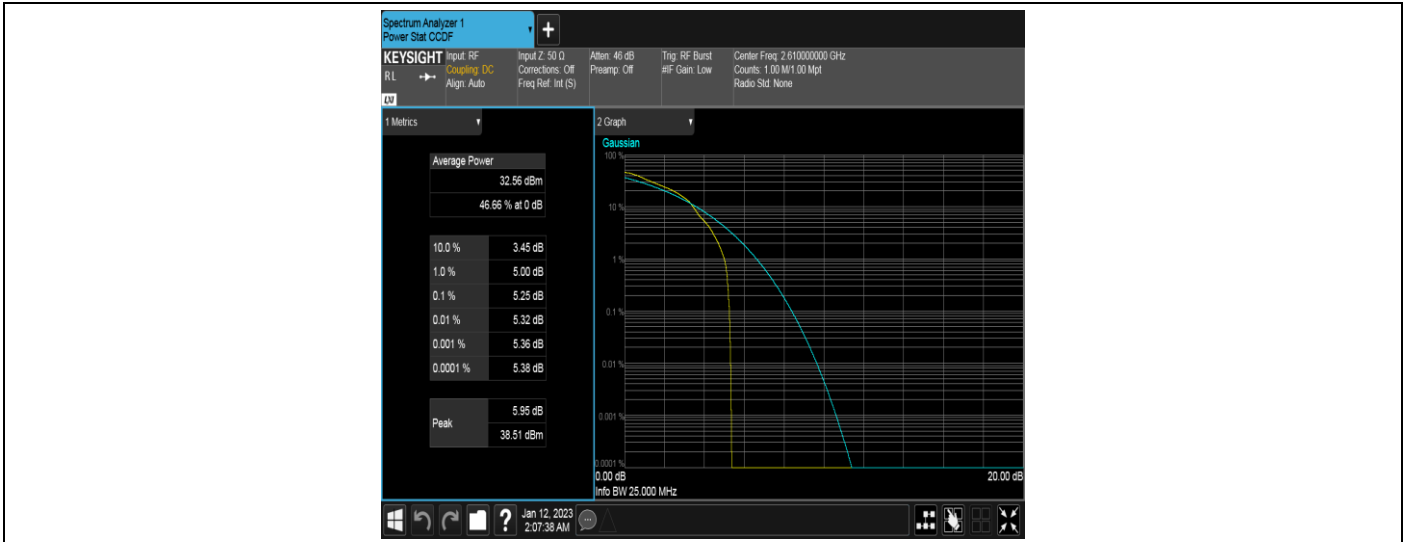 Spectrum Analyzer 1
Power Stat CCDF
+
KEYSIGHT
RL
LXI
Input: RF
Coupling: DC
Align: Auto
Input Z: 50 Ω
Corrections: Off
Freq Ref: Int (S)
Atten: 46 dB
Preamp: Off
Trig: RF Burst
#IF Gain: Low
Center Freq: 2.610000000 GHz
Counts: 1.00 M/1.00 Mpt
Radio Std: None
1 Metrics
Average Power
32.56 dBm
46.66 % at 0 dB
10.0 % 3.45 dB
1.0 % 5.00 dB
0.1 % 5.25 dB
0.01 % 5.32 dB
0.001 % 5.36 dB
0.0001 % 5.38 dB
Peak
5.95 dB
38.51 dBm
2 Graph
Gaussian
100 %
10 %
1 %
0.1 %
0.01 %
0.001 %
0.0001 %
0.00 dB 20.00 dB
Info BW 25.000 MHz
?
Jan 12, 2023
2:07:38 AM